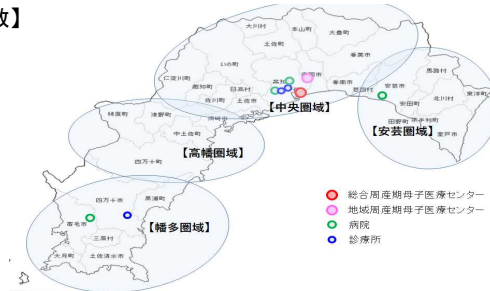 数】
大川村
本山町
大豊町
土佐町
いの町
香美市
仁淀川町
越知町
日高村
南国市
高知
佐川町
土佐市
香南市
芸西村
安芸市
馬路村
北川村
東洋町
安田町
田野町
奈半利町
室戸市
須崎市
【中央圏域】
【安芸圏域】
梼原町
津野町
中土佐町
四万十町
【高幡圏域】
四万十市
黒潮町
宿毛市
三原村
大月町
土佐清水市
【幡多圏域】
総合周産期母子医療センター
地域周産期母子医療センター
病院
診療所